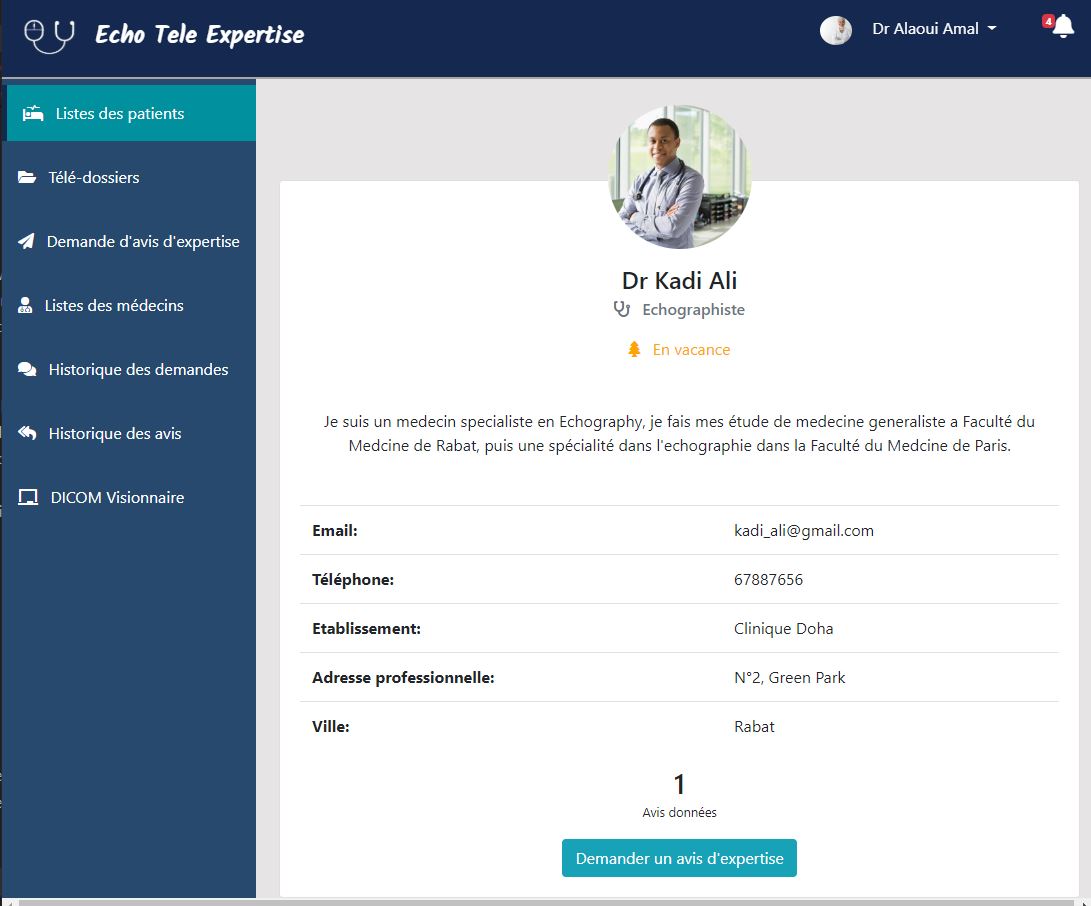 Echo Tele Expertise
Dr Alaoui Amal
4
Listes des patients
Télé-dossiers
Demande d'avis d'expertise
Listes des médecins
Historique des demandes
Historique des avis
DICOM Visionnaire
Dr Kadi Ali
Echographiste
En vacance
Je suis un medecin specialiste en Echography, je fais mes étude de medecine generaliste a Faculté du
Medcine de Rabat, puis une spécialité dans l'echographie dans la Faculté du Medcine de Paris.
Email: kadi_ali@gmail.com
Téléphone: 67887656
Etablissement: Clinique Doha
Adresse professionnelle: N°2, Green Park
Ville: Rabat
1
Avis données
Demander un avis d'expertise